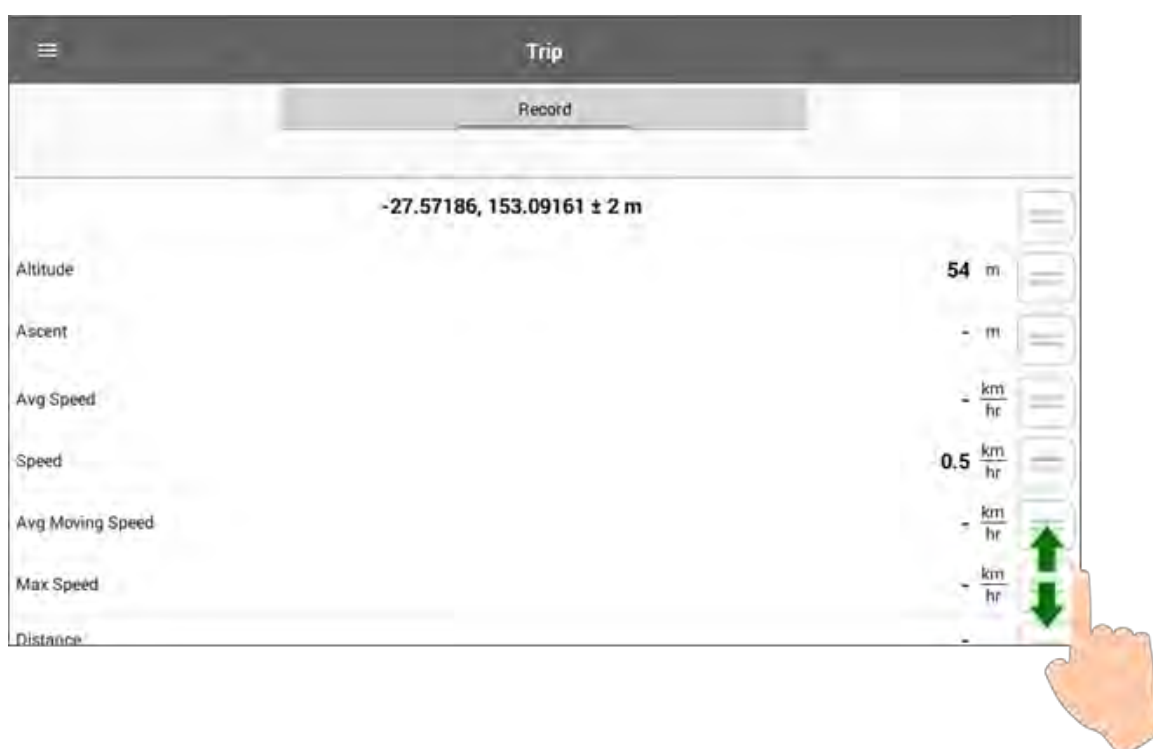 Trip
Record
-27.57186, 153.09161 ± 2 m
Altitude 54 m
Ascent - m
Avg Speed - km/hr
Speed 0.5 km/hr
Avg Moving Speed - km/hr
Max Speed - km/hr
Distance -